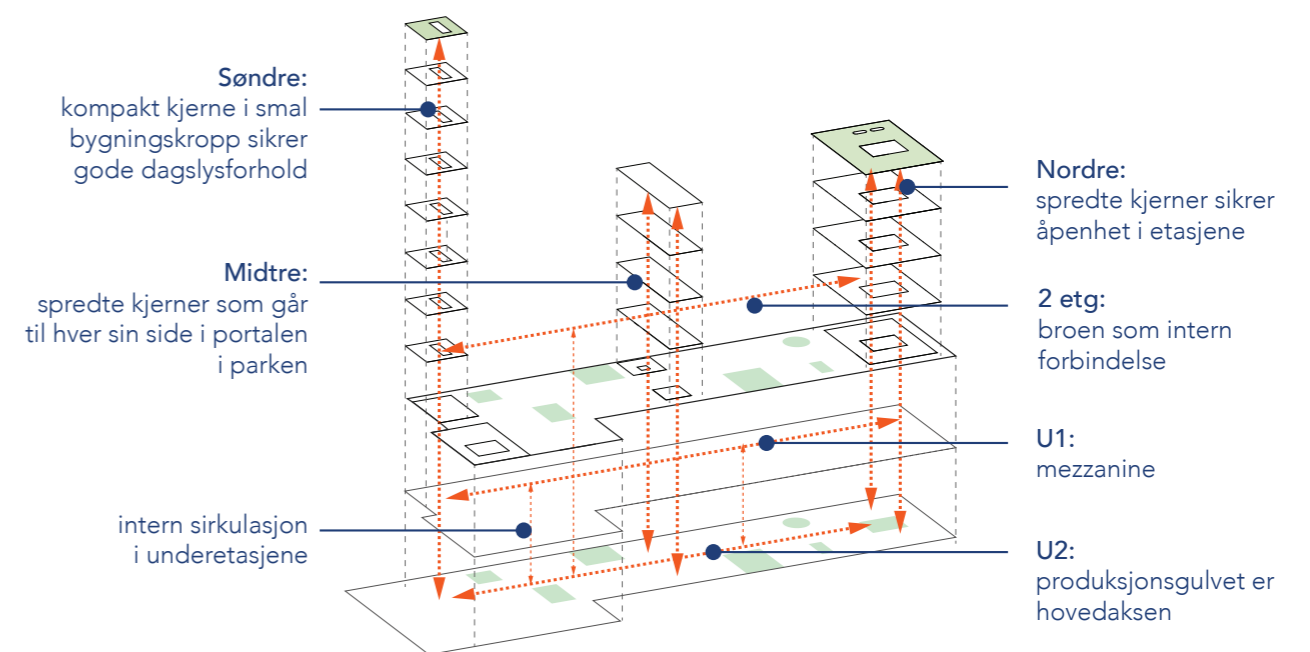 Søndre:
kompakt kjerne i smal
bygningskropp sikrer
gode dagslysforhold
Midtre:
spredte kjerner som går
til hver sin side i portalen
i parken
intern sirkulasjon
i underetasjene
Nordre:
spredte kjerner sikrer
åpenhet i etasjene
2 etg:
broen som intern
forbindelse
U1:
mezzanine
U2:
produksjonsgulvet er
hovedaksen